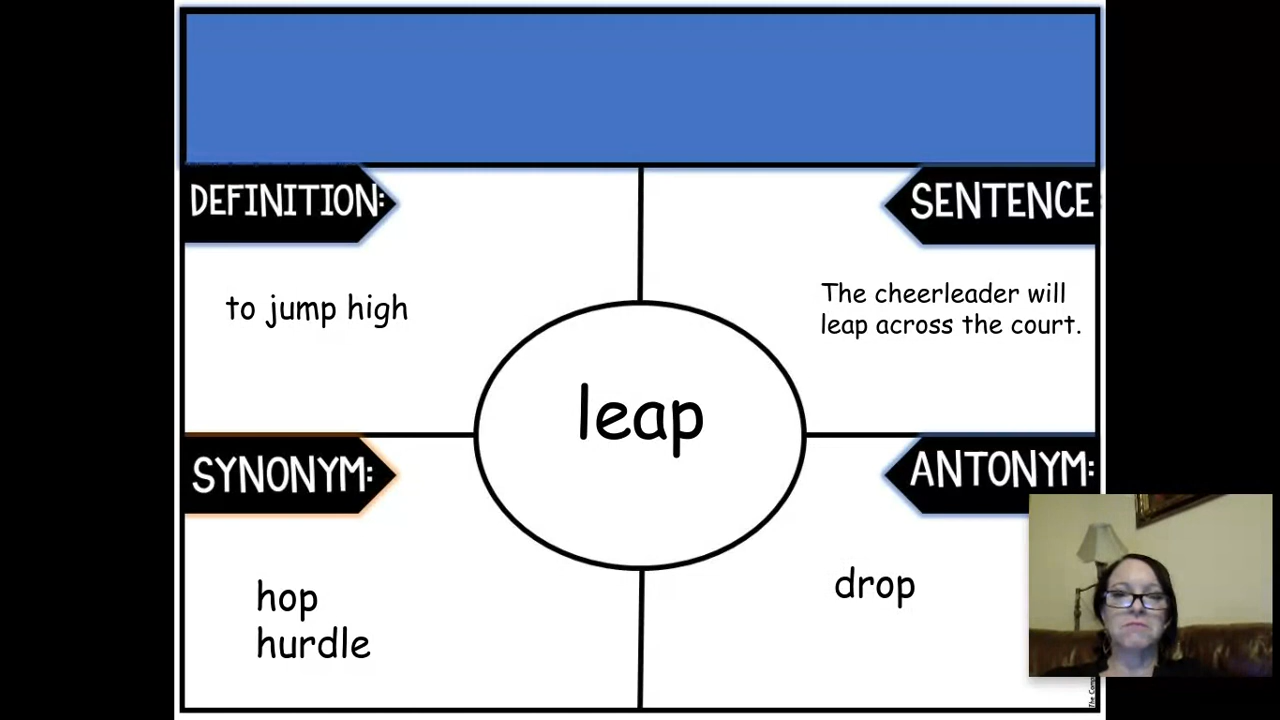 DEFINITION:
to jump high
SENTENCE
The cheerleader will
leap across the court.
leap
SYNONYM:
hop
hurdle
ANTONYM:
drop